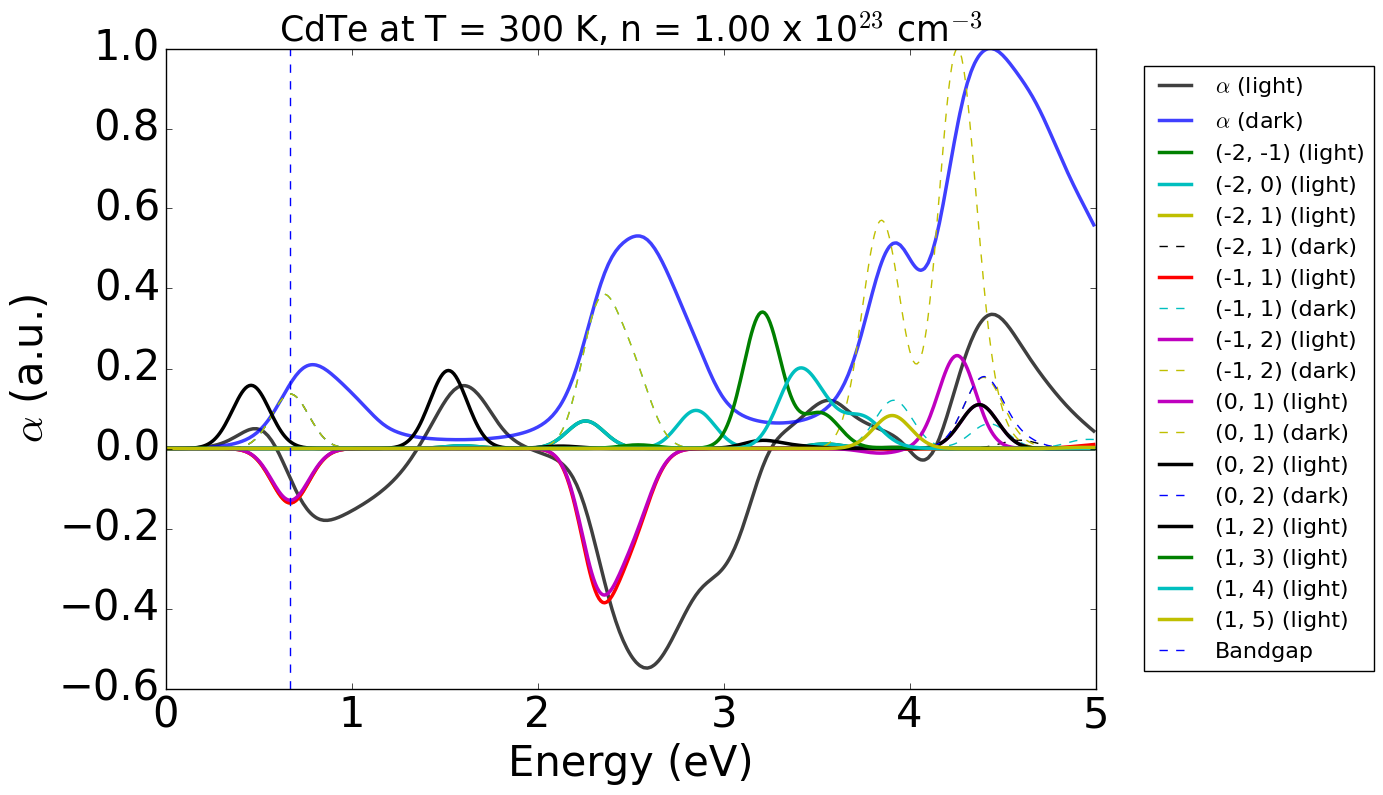 CdTe at T = 300 K, n = 1.00 x 10²³ cm⁻³
1.0
0.8
0.6
0.4
0.2
0.0
−0.2
−0.4
−0.6
α (a.u.)
0 1 2 3 4 5
Energy (eV)
α (light)
α (dark)
(-2, -1) (light)
(-2, 0) (light)
(-2, 1) (light)
(-2, 1) (dark)
(-1, 1) (light)
(-1, 1) (dark)
(-1, 2) (light)
(-1, 2) (dark)
(0, 1) (light)
(0, 1) (dark)
(0, 2) (light)
(0, 2) (dark)
(1, 2) (light)
(1, 3) (light)
(1, 4) (light)
(1, 5) (light)
Bandgap